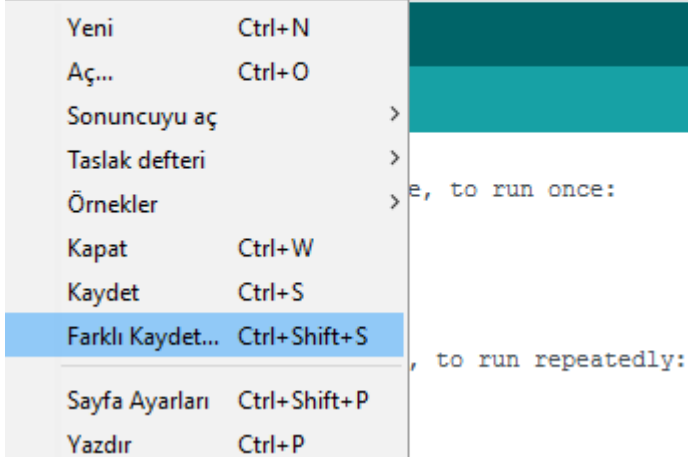 Yeni Ctrl+N
Aç... Ctrl+O
Sonuncuyu aç
Taslak defteri
Örnekler
e, to run once:
Kapat Ctrl+W
Kaydet Ctrl+S
Farklı Kaydet... Ctrl+Shift+S
, to run repeatedly:
Sayfa Ayarları Ctrl+Shift+P
Yazdır Ctrl+P